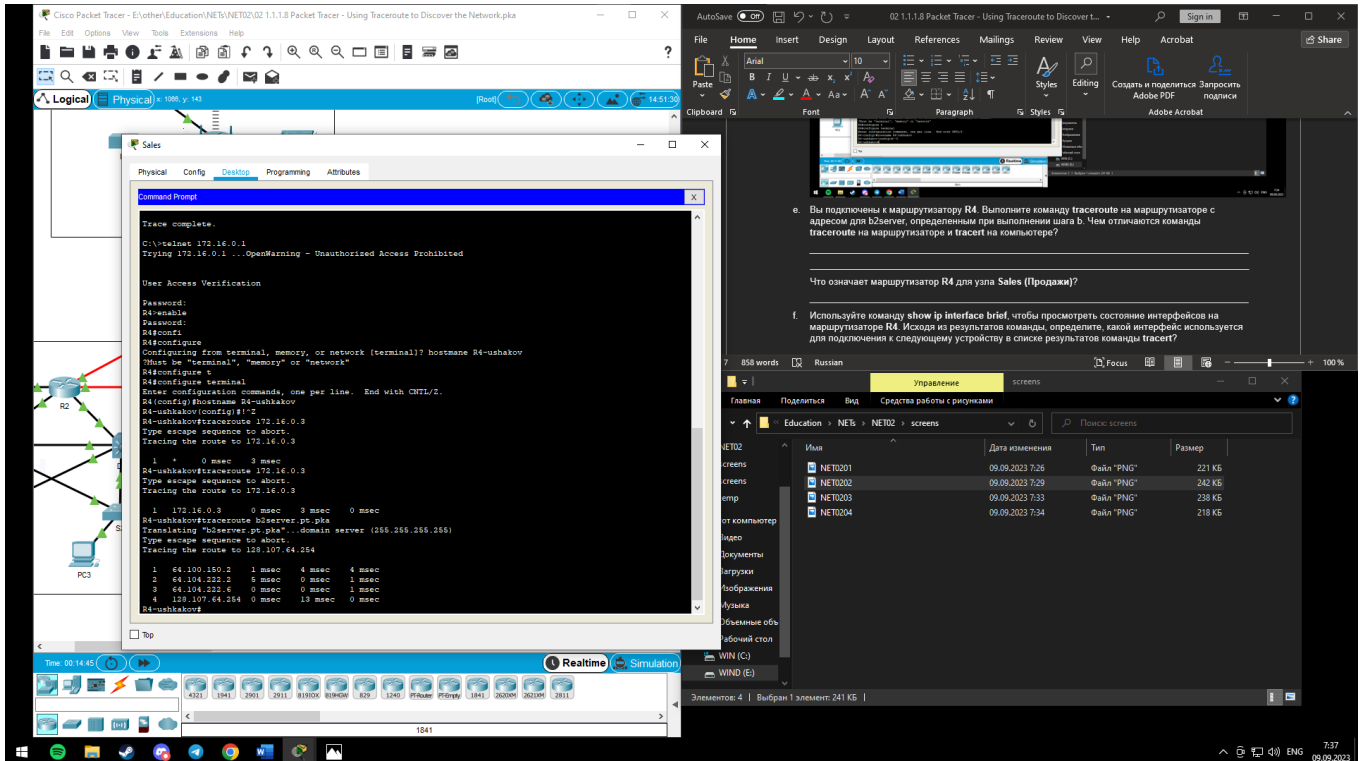 Cisco Packet Tracer - E:\other\Education\NETs\NET02\02 1.1.1.8 Packet Tracer - Using Traceroute to Discover the Network.pka
File Edit Options View Tools Extensions Help
?
Logical Physical x: 1066, y: 143 [Root] 14:51:30
Sales
Physical Config Desktop Programming Attributes
Command Prompt X
Trace complete.
C:\>telnet 172.16.0.1
Trying 172.16.0.1 ...OpenWarning - Unauthorized Access Prohibited
User Access Verification
Password:
R4>enable
Password:
R4#confi
R4#configure
Configuring from terminal, memory, or network [terminal]? hostmane R4-ushakov
?Must be "terminal", "memory" or "network"
R4#configure t
R4#configure terminal
Enter configuration commands, one per line. End with CNTL/Z.
R4(config)#hostname R4-ushkakov
R4-ushkakov(config)#!^Z
R4-ushkakov#traceroute 172.16.0.3
Type escape sequence to abort.
Tracing the route to 172.16.0.3
1 * 0 msec 3 msec
R4-ushkakov#traceroute 172.16.0.3
Type escape sequence to abort.
Tracing the route to 172.16.0.3
1 172.16.0.3 0 msec 3 msec 0 msec
R4-ushkakov#traceroute b2server.pt.pka
Translating "b2server.pt.pka"...domain server (255.255.255.255)
Type escape sequence to abort.
Tracing the route to 128.107.64.254
1 64.100.150.2 1 msec 4 msec 4 msec
2 64.104.222.2 5 msec 0 msec 1 msec
3 64.104.222.6 0 msec 0 msec 1 msec
4 128.107.64.254 0 msec 13 msec 0 msec
R4-ushkakov#
Top
R2
PC3
Time: 00:14:45 Realtime Simulation
4321 1941 2901 2911 819IOX 819HGW 829 1240 PT-Router PT-Empty 1841 2620XM 2621XM 2811
1841
AutoSave Off 02 1.1.1.8 Packet Tracer - Using Traceroute to Discover t... Sign in
File Home Insert Design Layout References Mailings Review View Help Acrobat Share
Paste Arial 10 Styles Editing Создать и поделиться Adobe PDF Запросить подписи
Clipboard Font Paragraph Styles Adobe Acrobat
e. Вы подключены к маршрутизатору R4. Выполните команду traceroute на маршрутизаторе с
адресом для b2server, определенным при выполнении шага b. Чем отличаются команды
traceroute на маршрутизаторе и tracert на компьютере?
Что означает маршрутизатор R4 для узла Sales (Продажи)?
f. Используйте команду show ip interface brief, чтобы просмотреть состояние интерфейсов на
маршрутизаторе R4. Исходя из результатов команды, определите, какой интерфейс используется
для подключения к следующему устройству в списке результатов команды tracert?
7 858 words Russian Focus 100 %
Управление screens
Главная Поделиться Вид Средства работы с рисунками
Education > NETs > NET02 > screens Поиск: screens
Имя Дата изменения Тип Размер
NET0201 09.09.2023 7:26 Файл "PNG" 221 КБ
NET0202 09.09.2023 7:29 Файл "PNG" 242 КБ
NET0203 09.09.2023 7:33 Файл "PNG" 238 КБ
NET0204 09.09.2023 7:34 Файл "PNG" 218 КБ
NET02
creens
creens
emp
от компьютер
Видео
Документы
Загрузки
Изображения
Музыка
Объемные объ
Рабочий стол
WIN (C:)
WIND (E:)
Элементов: 4 Выбран 1 элемент: 241 КБ
ENG 7:37
09.09.2023